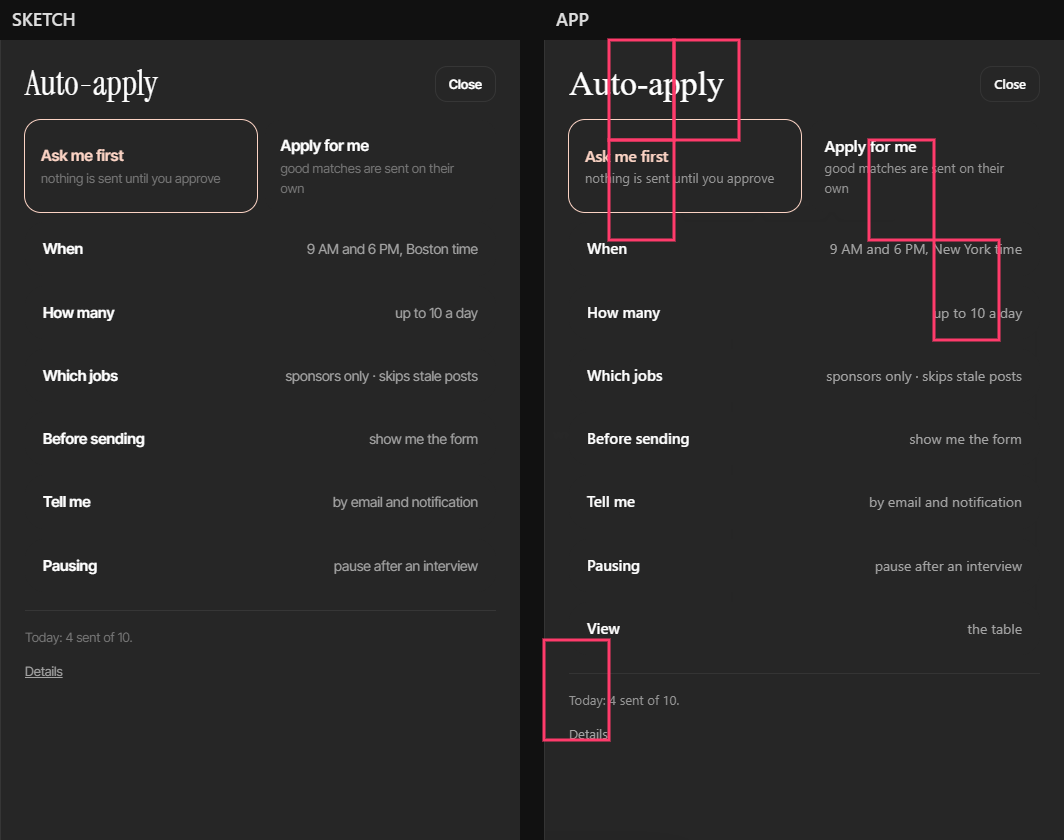 SKETCH
Auto-apply
Close
Ask me first
nothing is sent until you approve
Apply for me
good matches are sent on their
own
When
9 AM and 6 PM, Boston time
How many
up to 10 a day
Which jobs
sponsors only · skips stale posts
Before sending
show me the form
Tell me
by email and notification
Pausing
pause after an interview
Today: 4 sent of 10.
Details
APP
Auto-apply
Close
Ask me first
nothing is sent until you approve
Apply for me
good matches are sent on their
own
When
9 AM and 6 PM, New York time
How many
up to 10 a day
Which jobs
sponsors only · skips stale posts
Before sending
show me the form
Tell me
by email and notification
Pausing
pause after an interview
View
the table
Today: 4 sent of 10.
Details